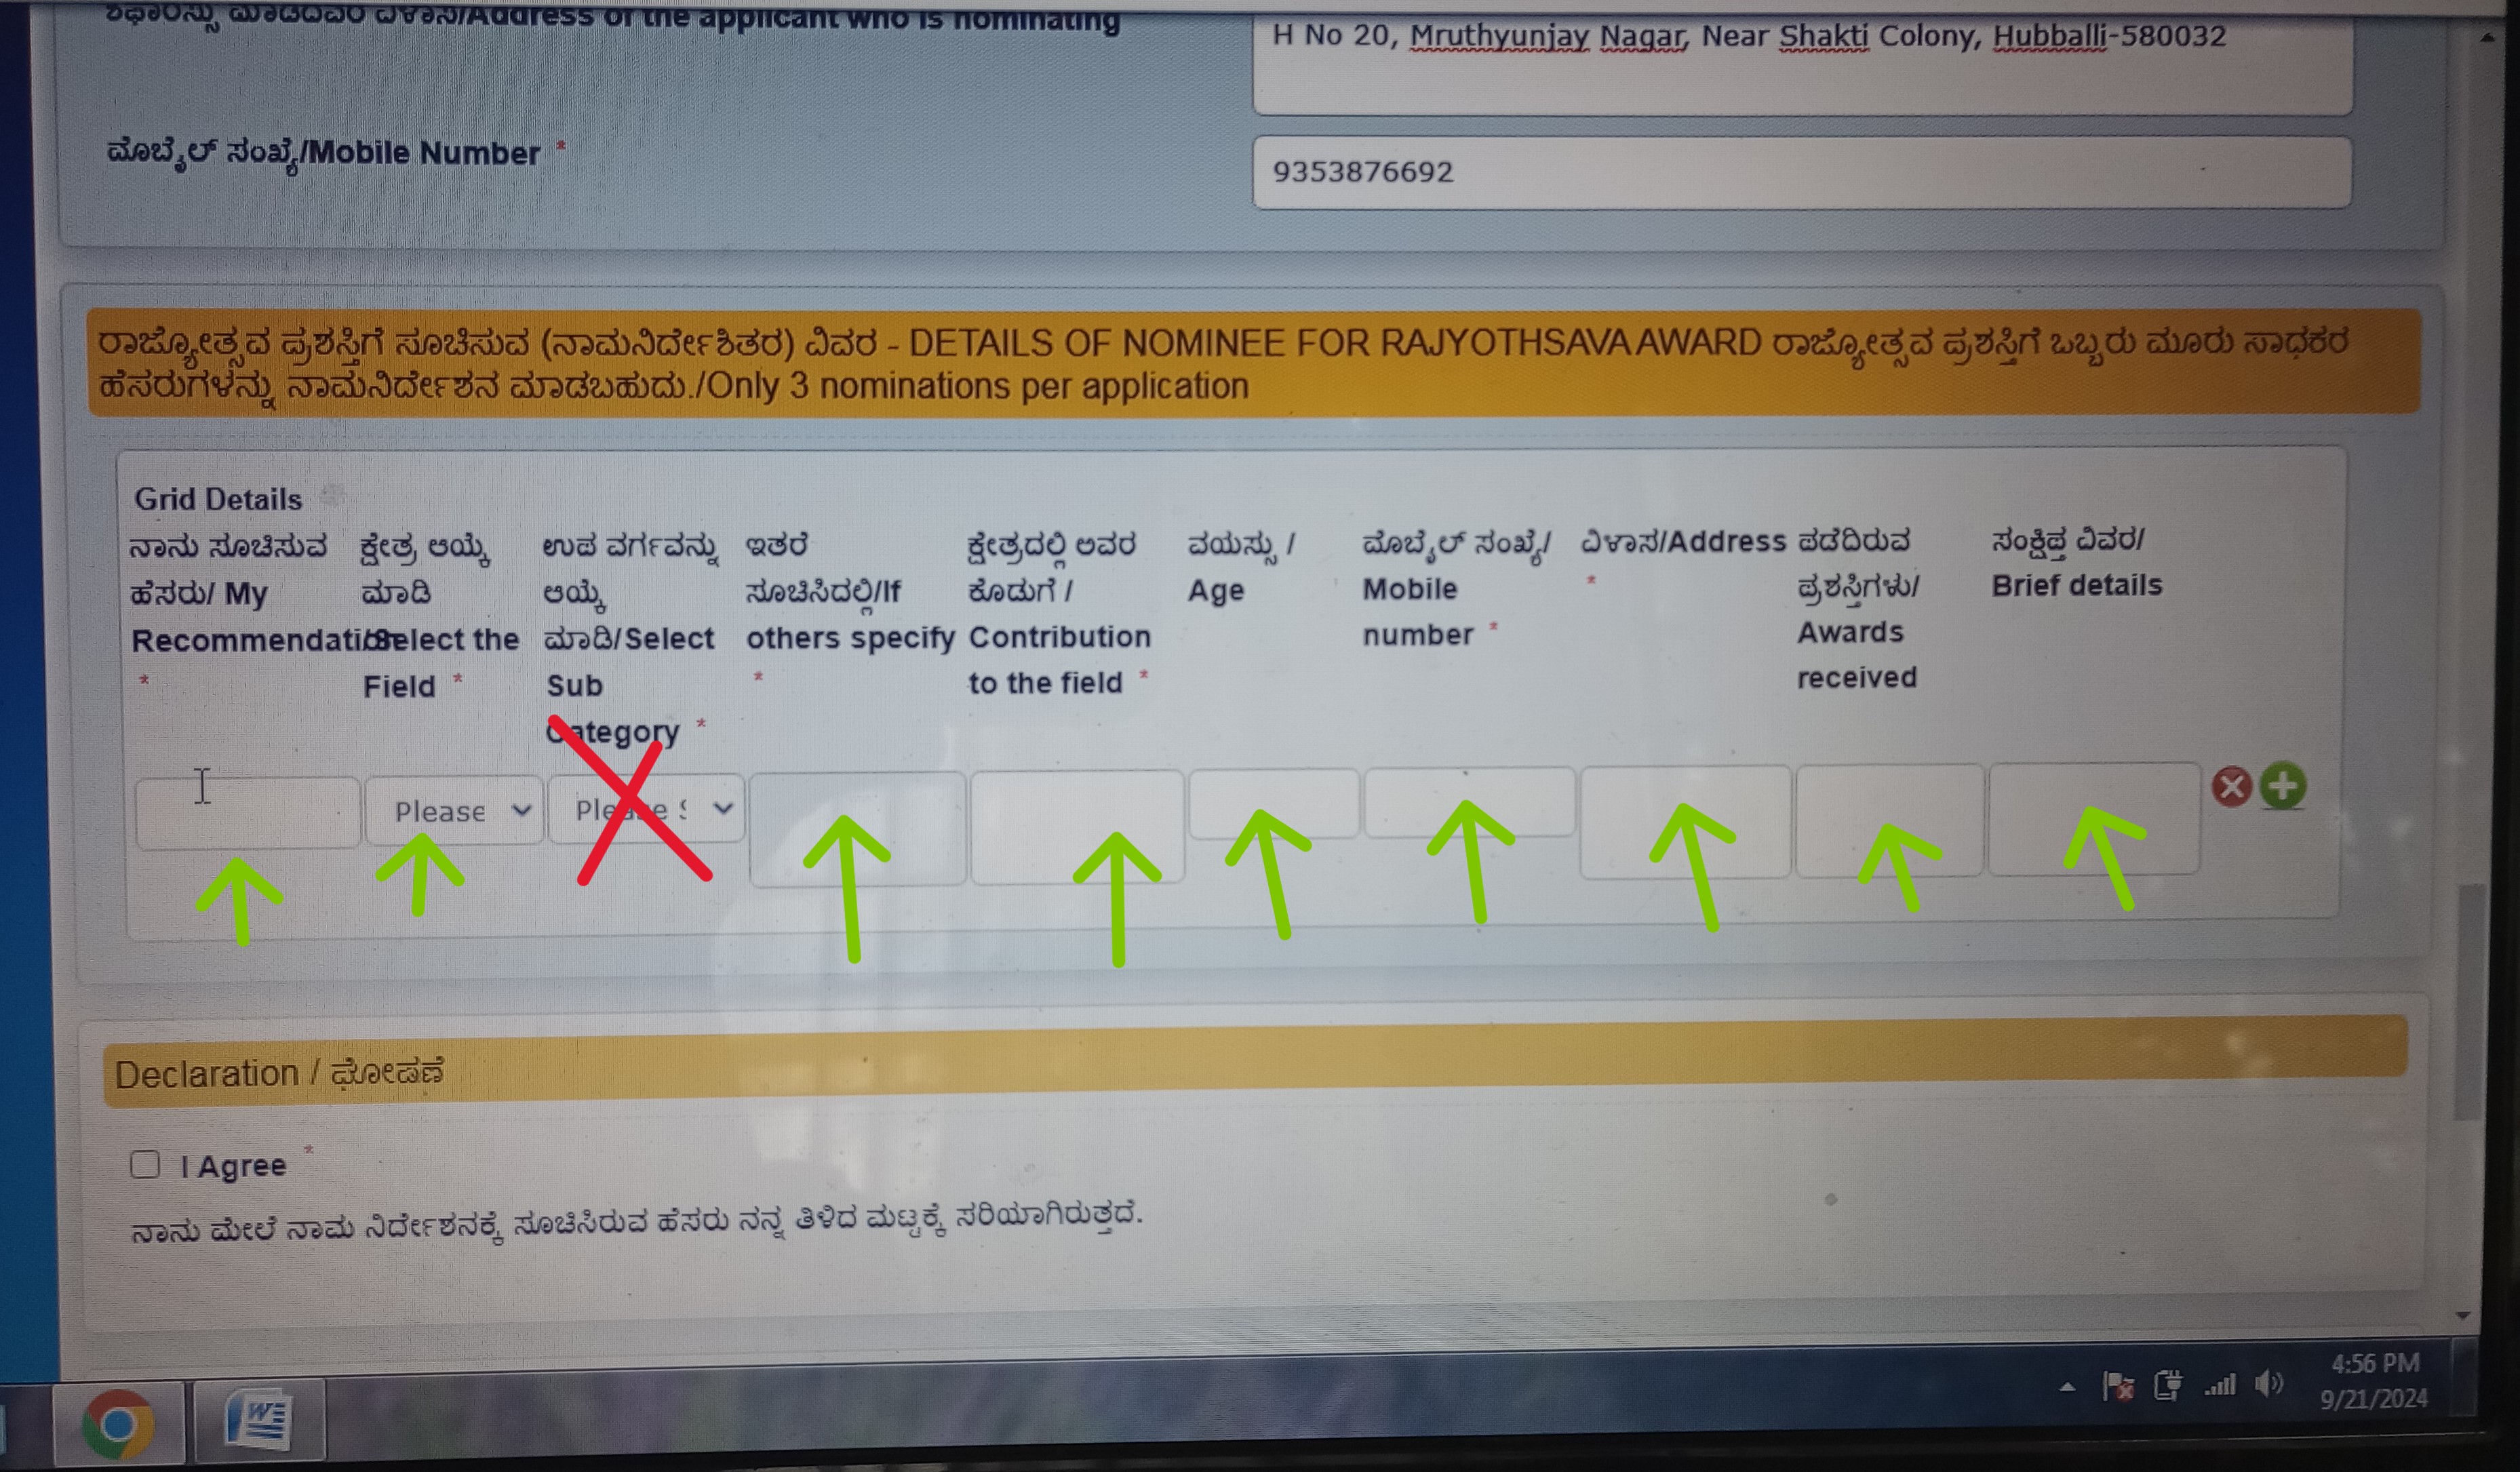 ಶಿಫಾರಸ್ಸು ಮಾಡಿದವರ ವಿಳಾಸ/Address of the applicant who is nominating
H No 20, Mruthyunjay Nagar, Near Shakti Colony, Hubballi-580032
ಮೊಬೈಲ್ ಸಂಖ್ಯೆ/Mobile Number *
9353876692
ರಾಜ್ಯೋತ್ಸವ ಪ್ರಶಸ್ತಿಗೆ ಸೂಚಿಸುವ (ನಾಮನಿರ್ದೇಶಿತರ) ವಿವರ - DETAILS OF NOMINEE FOR RAJYOTHSAVA AWARD ರಾಜ್ಯೋತ್ಸವ ಪ್ರಶಸ್ತಿಗೆ ಒಬ್ಬರು ಮೂರು ಸಾಧಕರ
ಹೆಸರುಗಳನ್ನು ನಾಮನಿರ್ದೇಶನ ಮಾಡಬಹುದು./Only 3 nominations per application
Grid Details
ನಾನು ಸೂಚಿಸುವ
ಹೆಸರು/ My
Recommendation
*
ಕ್ಷೇತ್ರ ಆಯ್ಕೆ
ಮಾಡಿ
/Select the
Field *
ಉಪ ವರ್ಗವನ್ನು
ಆಯ್ಕೆ
ಮಾಡಿ/Select
Sub
Category *
ಇತರೆ
ಸೂಚಿಸಿದಲ್ಲಿ/If
others specify
*
ಕ್ಷೇತ್ರದಲ್ಲಿ ಅವರ
ಕೊಡುಗೆ /
Contribution
to the field *
ವಯಸ್ಸು /
Age
ಮೊಬೈಲ್ ಸಂಖ್ಯೆ/
Mobile
number *
ವಿಳಾಸ/Address
*
ಪಡೆದಿರುವ
ಪ್ರಶಸ್ತಿಗಳು/
Awards
received
ಸಂಕ್ಷಿಪ್ತ ವಿವರ/
Brief details
Please
Please S
Declaration / ಘೋಷಣೆ
I Agree *
ನಾನು ಮೇಲೆ ನಾಮ ನಿರ್ದೇಶನಕ್ಕೆ ಸೂಚಿಸಿರುವ ಹೆಸರು ನನ್ನ ತಿಳಿದ ಮಟ್ಟಕ್ಕೆ ಸರಿಯಾಗಿರುತ್ತದೆ.
4:56 PM
9/21/2024